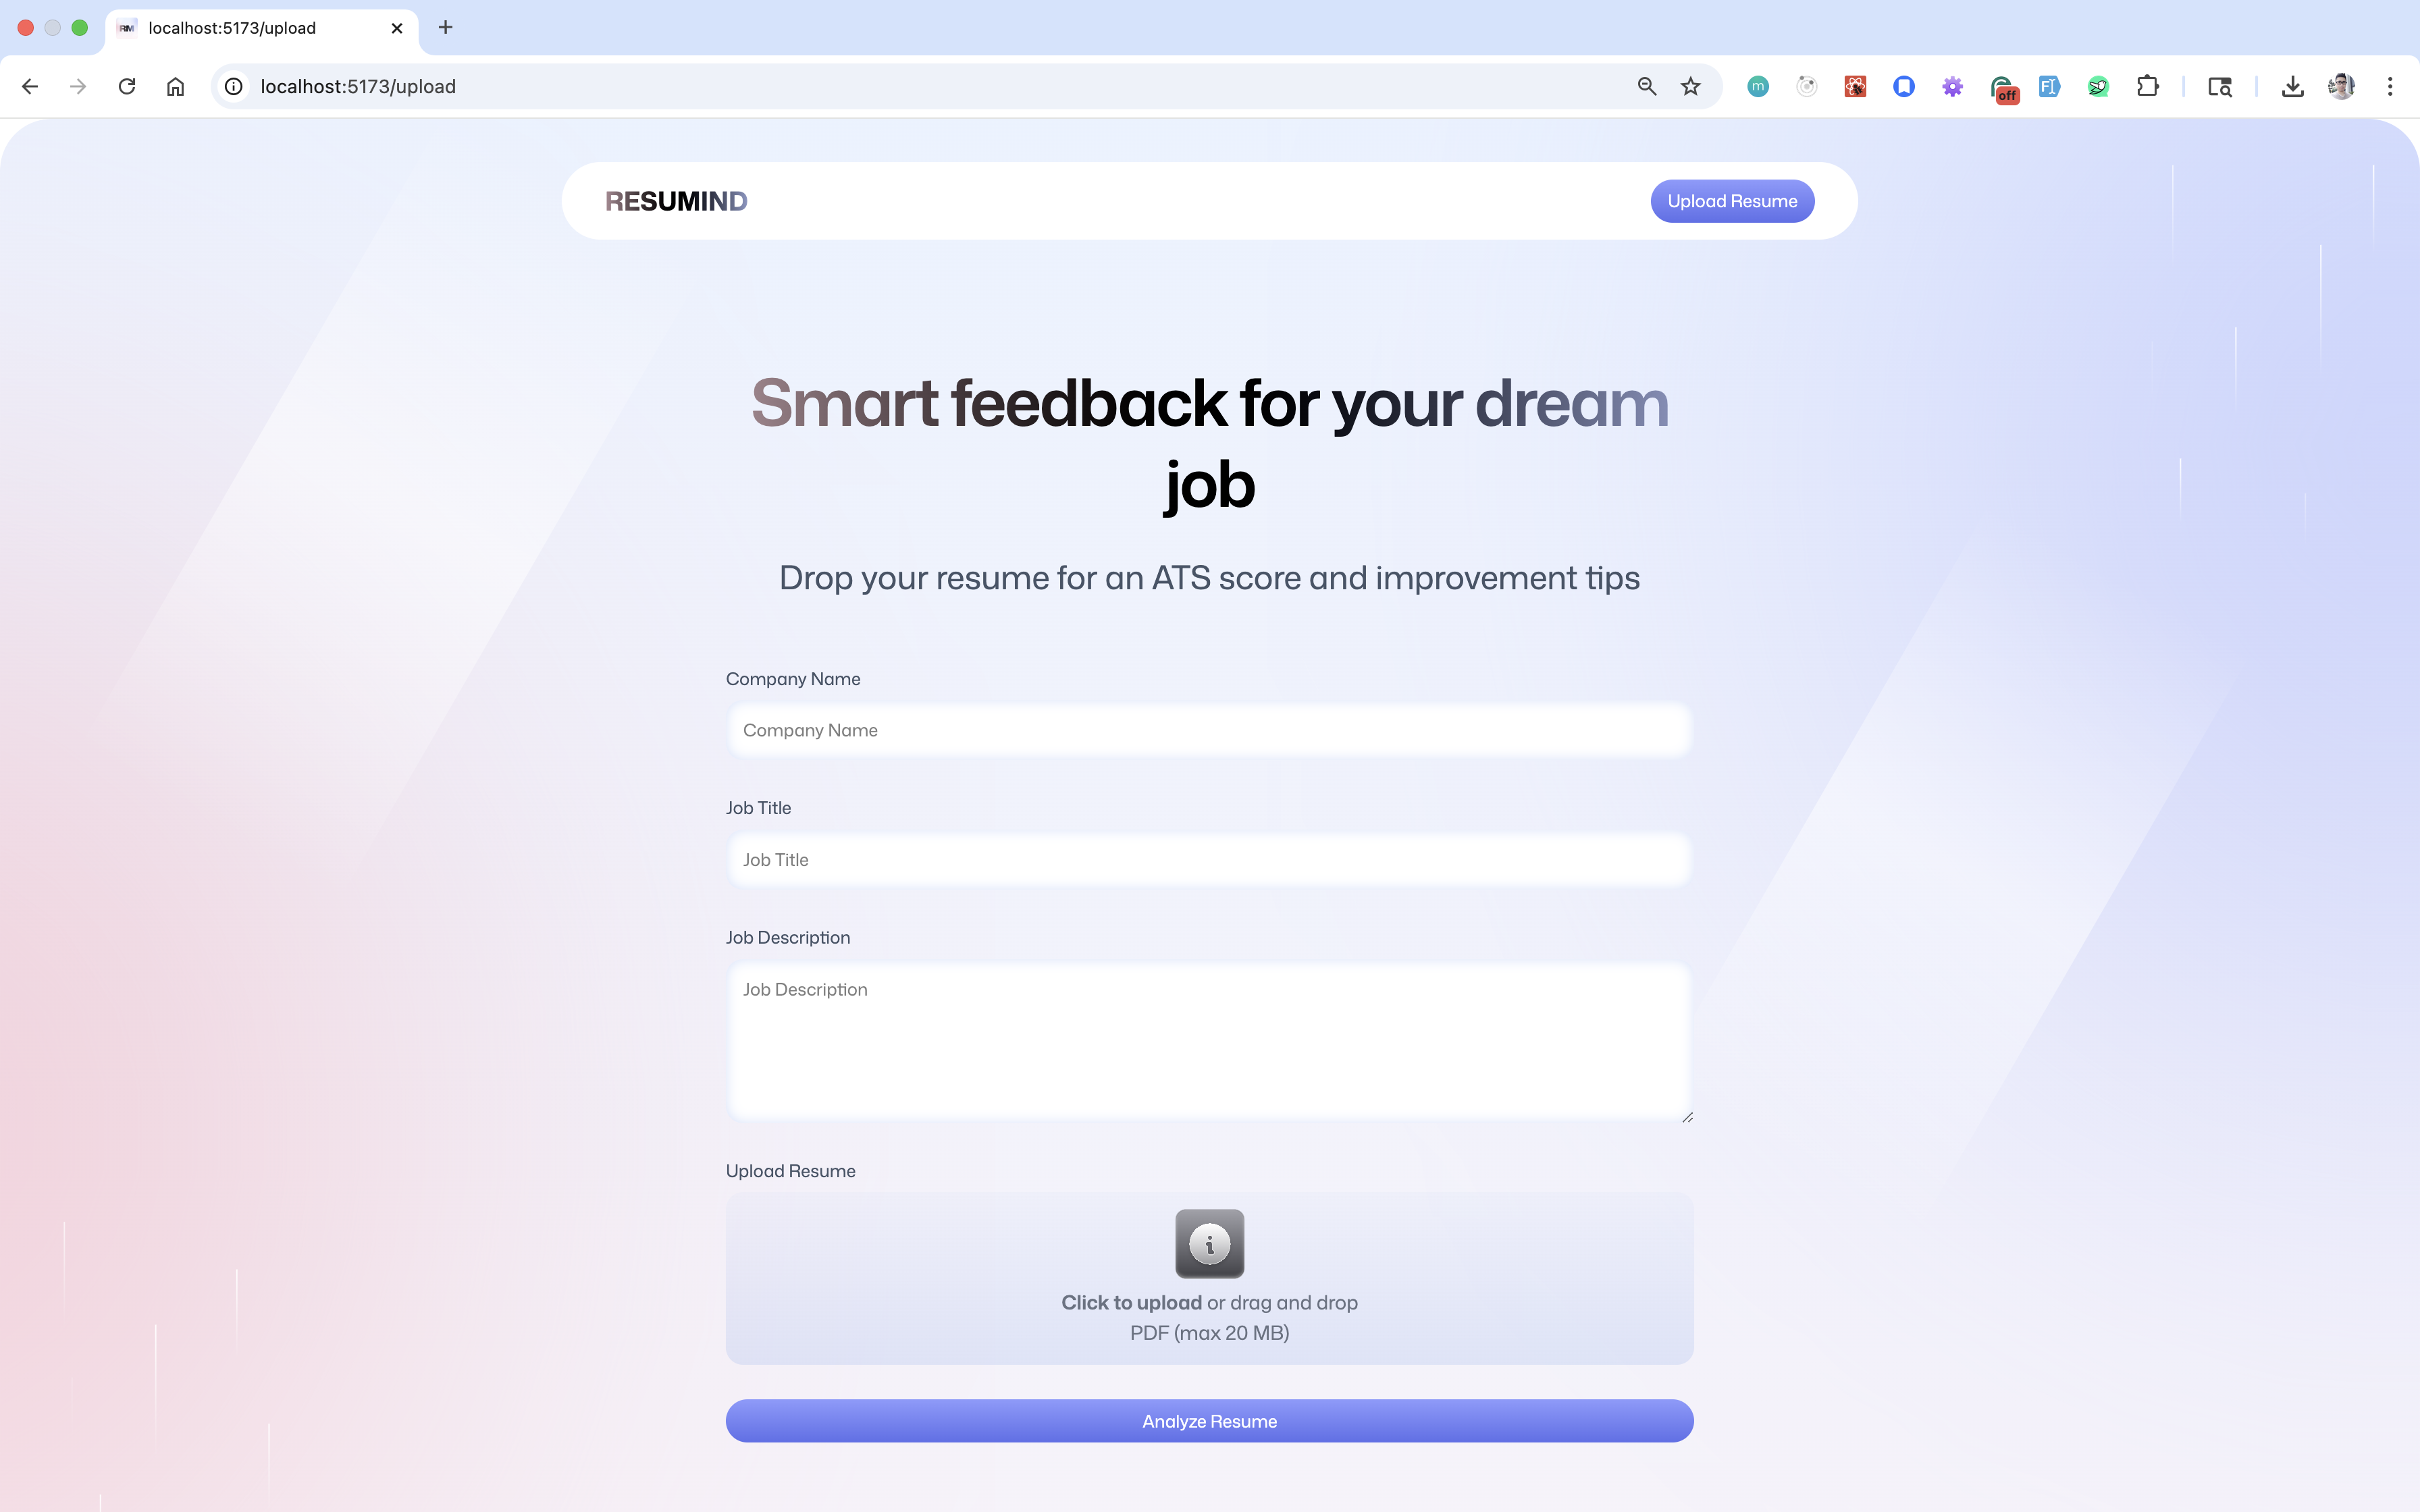 RM localhost:5173/upload
localhost:5173/upload
m
off
RESUMIND
Upload Resume
Smart feedback for your dream
job
Drop your resume for an ATS score and improvement tips
Company Name
Company Name
Job Title
Job Title
Job Description
Job Description
Upload Resume
i
Click to upload or drag and drop
PDF (max 20 MB)
Analyze Resume